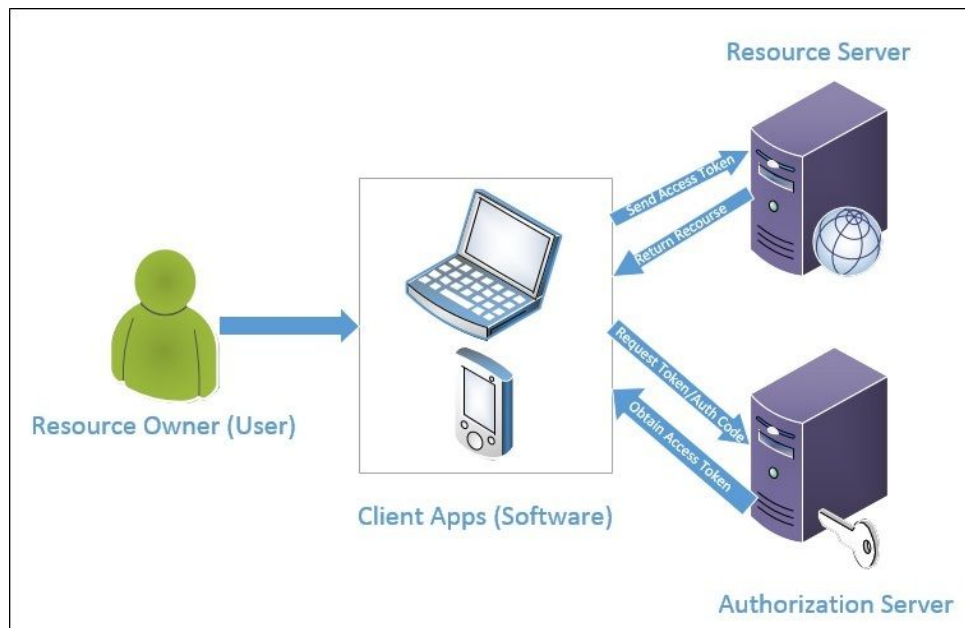 Resource Server
Send Access Token
Return Recourse
Resource Owner (User)
Request Token/Auth Code
Obtain Access Token
Client Apps (Software)
Authorization Server